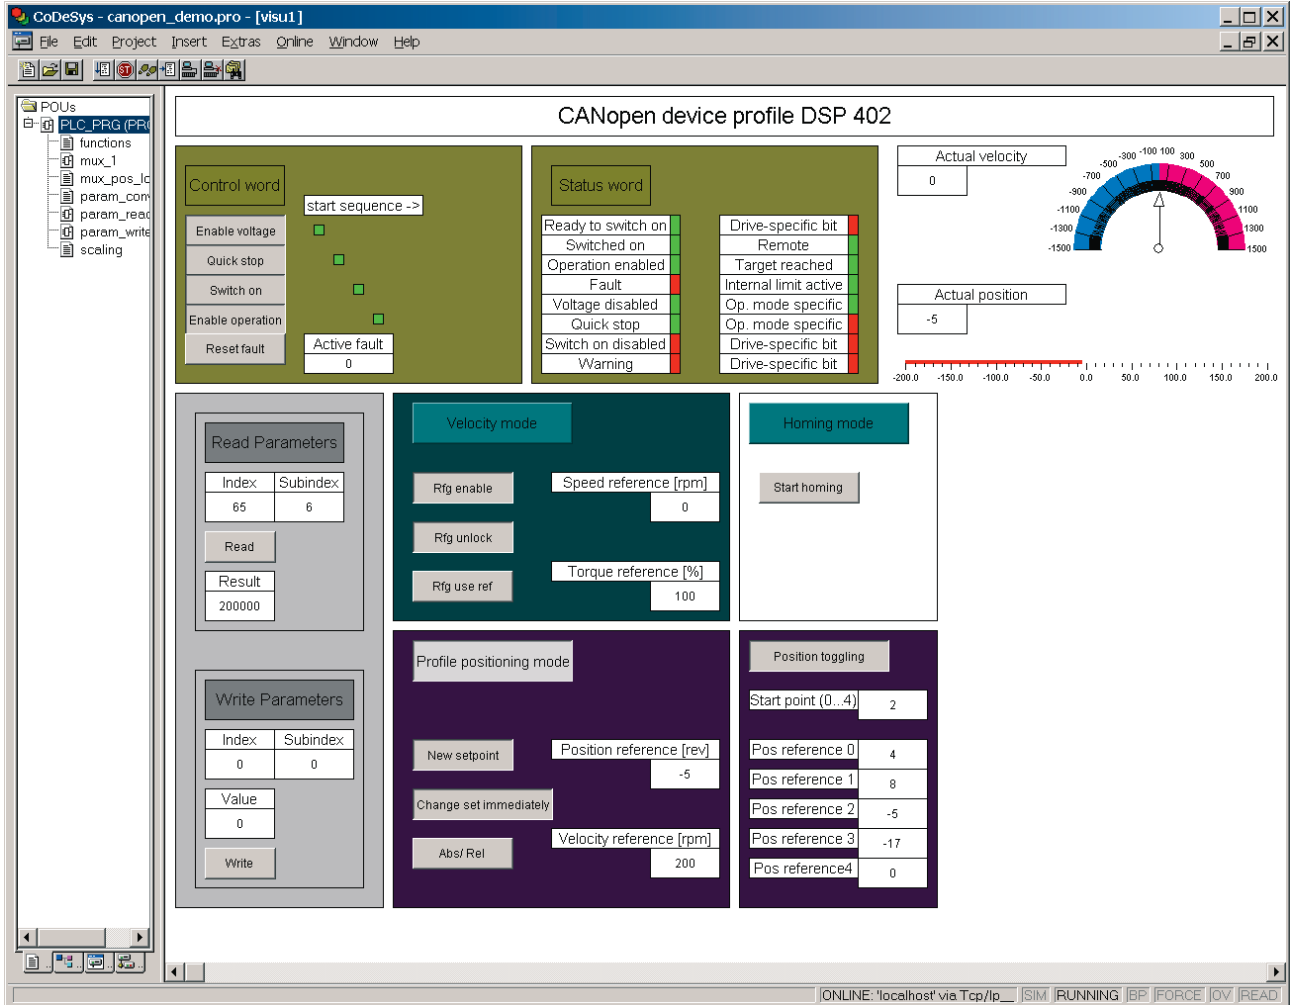 CoDeSys - canopen_demo.pro - [visu1]
File Edit Project Insert Extras Online Window Help
POUs
PLC_PRG (PR
functions
mux_1
mux_pos_lo
param_con
param_read
param_write
scaling
CANopen device profile DSP 402
Control word
start sequence ->
Enable voltage
Quick stop
Switch on
Enable operation
Reset fault
Active fault
0
Status word
Ready to switch on
Switched on
Operation enabled
Fault
Voltage disabled
Quick stop
Switch on disabled
Warning
Drive-specific bit
Remote
Target reached
Internal limit active
Op. mode specific
Op. mode specific
Drive-specific bit
Drive-specific bit
Actual velocity
0
-1500 -1300 -1100 -900 -700 -500 -300 -100 100 300 500 700 900 1100 1300 1500
Actual position
-5
-200.0 -150.0 -100.0 -50.0 0.0 50.0 100.0 150.0 200.0
Read Parameters
Index Subindex
65 6
Read
Result
200000
Write Parameters
Index Subindex
0 0
Value
0
Write
Velocity mode
Rfg enable
Rfg unlock
Rfg use ref
Speed reference [rpm]
0
Torque reference [%]
100
Homing mode
Start homing
Profile positioning mode
New setpoint
Change set immediately
Abs/ Rel
Position reference [rev]
-5
Velocity reference [rpm]
200
Position toggling
Start point (0...4) 2
Pos reference 0 4
Pos reference 1 8
Pos reference 2 -5
Pos reference 3 -17
Pos reference4 0
ONLINE: 'localhost' via Tcp/Ip__ SIM RUNNING BP FORCE OV READ